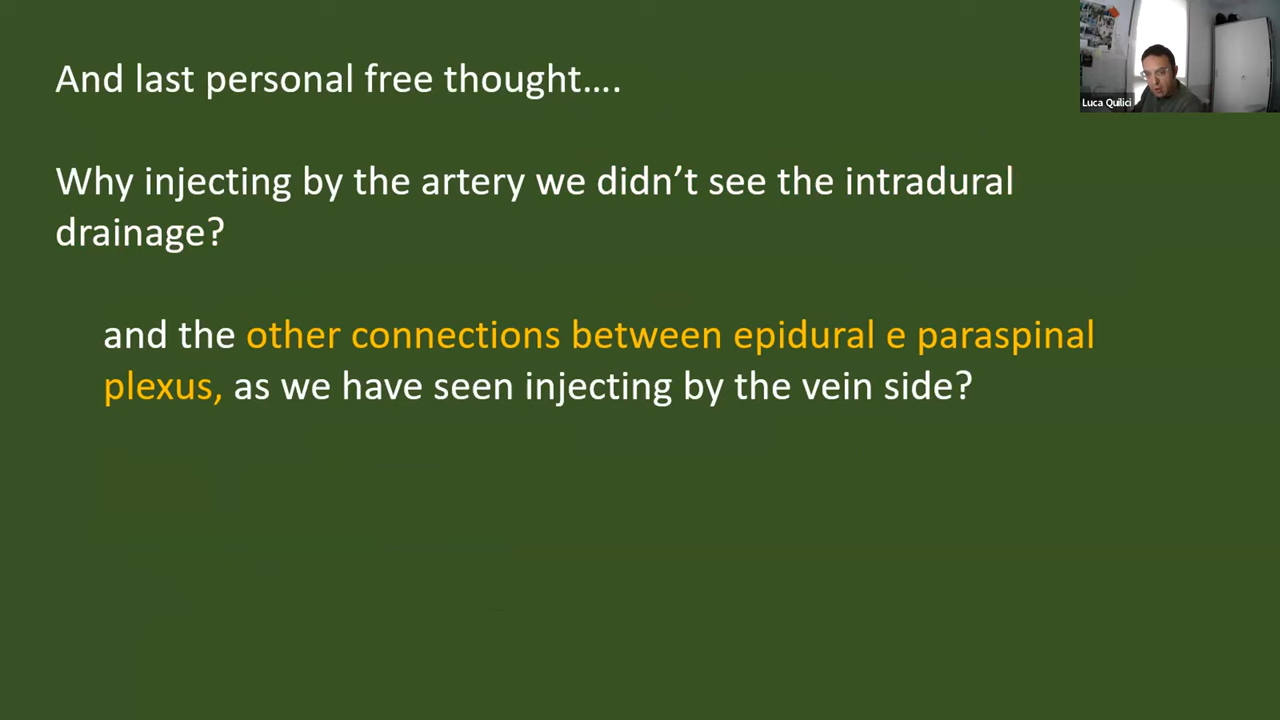 And last personal free thought….
Luca Quilici
Why injecting by the artery we didn’t see the intradural
drainage?
and the other connections between epidural e paraspinal
plexus, as we have seen injecting by the vein side?